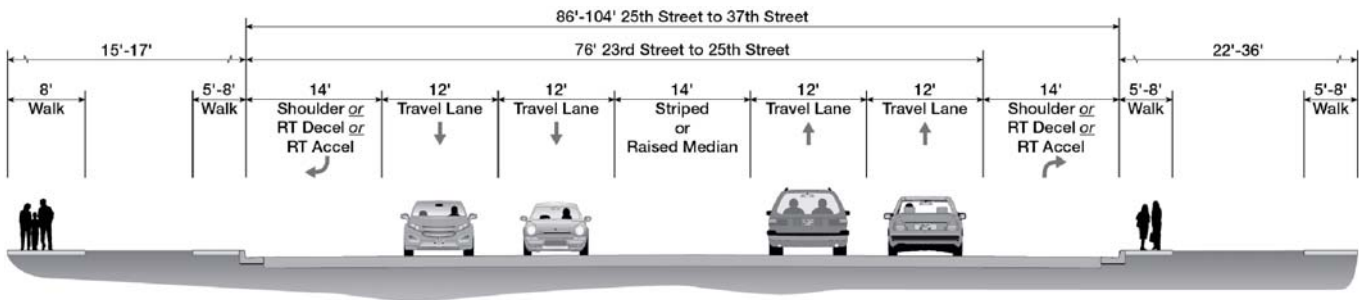 86'-104' 25th Street to 37th Street
15'-17'
76' 23rd Street to 25th Street
22'-36'
8'
Walk
5'-8'
Walk
14'
Shoulder or
RT Decel or
RT Accel
12'
Travel Lane
12'
Travel Lane
14'
Striped
or
Raised Median
12'
Travel Lane
12'
Travel Lane
14'
Shoulder or
RT Decel or
RT Accel
5'-8'
Walk
5'-8'
Walk